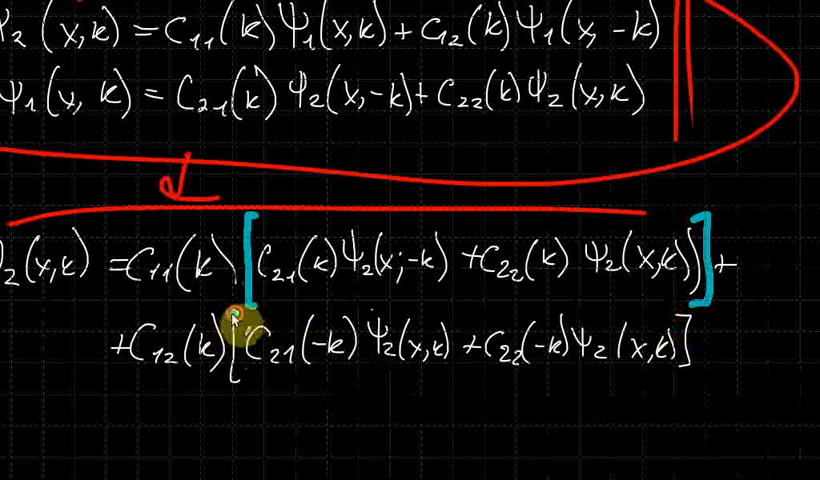 Ψ₂(x,k) = C₁₁(k)Ψ₁(x,k) + C₁₂(k)Ψ₁(x, -k)
Ψ₁(x, k) = C₂₁(k) Ψ₂(x,-k) + C₂₂(k)Ψ₂(x,k)
₂(x,k) = C₁₁(k) [C₂₁(k)Ψ₂(x;-k) + C₂₂(k) Ψ₂(x,k)] +
+ C₁₂(k)[C₂₁(-k) Ψ₂(x,k) + C₂₂(-k)Ψ₂(x,k)]